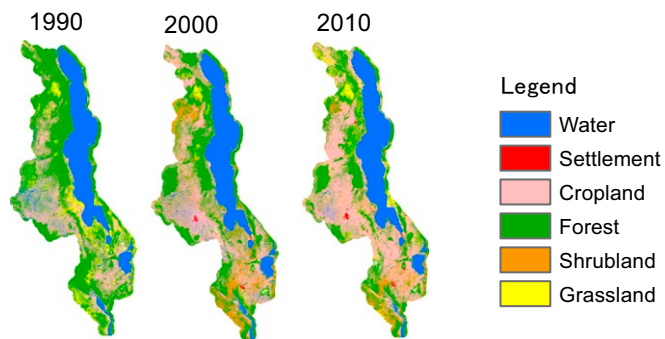 1990
2000
2010
Legend
Water
Settlement
Cropland
Forest
Shrubland
Grassland